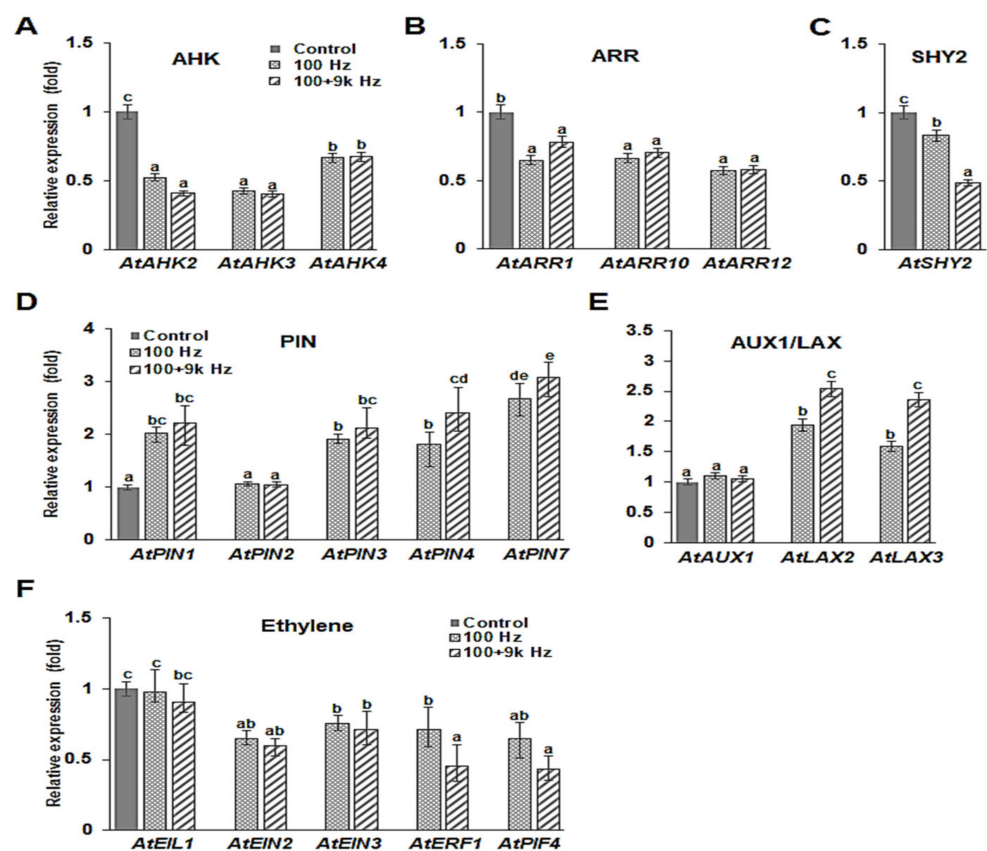 A
AHK
Control
100 Hz
100+9k Hz
Relative expression (fold)
1.5
1
0.5
0
c
a
a
a
a
b
b
AtAHK2
AtAHK3
AtAHK4
B
ARR
1.5
1
0.5
0
b
a
a
a
a
a
a
AtARR1
AtARR10
AtARR12
C
SHY2
1.5
1
0.5
0
c
b
a
AtSHY2
D
PIN
Control
100 Hz
100+9k Hz
Relative expression (fold)
4
3
2
1
0
a
bc
bc
a
a
b
bc
b
cd
de
e
AtPIN1
AtPIN2
AtPIN3
AtPIN4
AtPIN7
E
AUX1/LAX
3.5
3
2.5
2
1.5
1
0.5
0
a
a
a
b
c
b
c
AtAUX1
AtLAX2
AtLAX3
F
Ethylene
Control
100 Hz
100+9k Hz
Relative expression (fold)
1.5
1
0.5
0
c
c
bc
ab
ab
b
b
b
a
ab
a
AtEIL1
AtEIN2
AtEIN3
AtERF1
AtPIF4